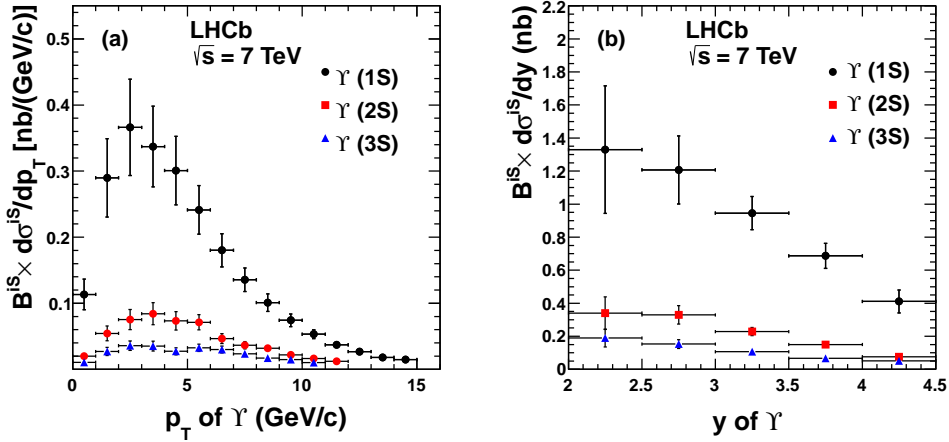 B^{iS} × dσ^{iS}/dp_T [nb/(GeV/c)]
(a)
LHCb
√s = 7 TeV
ϒ (1S)
ϒ (2S)
ϒ (3S)
0.5
0.4
0.3
0.2
0.1
0 5 10 15
p_T of ϒ (GeV/c)
B^{iS} × dσ^{iS}/dy (nb)
(b)
LHCb
√s = 7 TeV
ϒ (1S)
ϒ (2S)
ϒ (3S)
2.2
2
1.8
1.6
1.4
1.2
1
0.8
0.6
0.4
0.2
0
2 2.5 3 3.5 4 4.5
y of ϒ